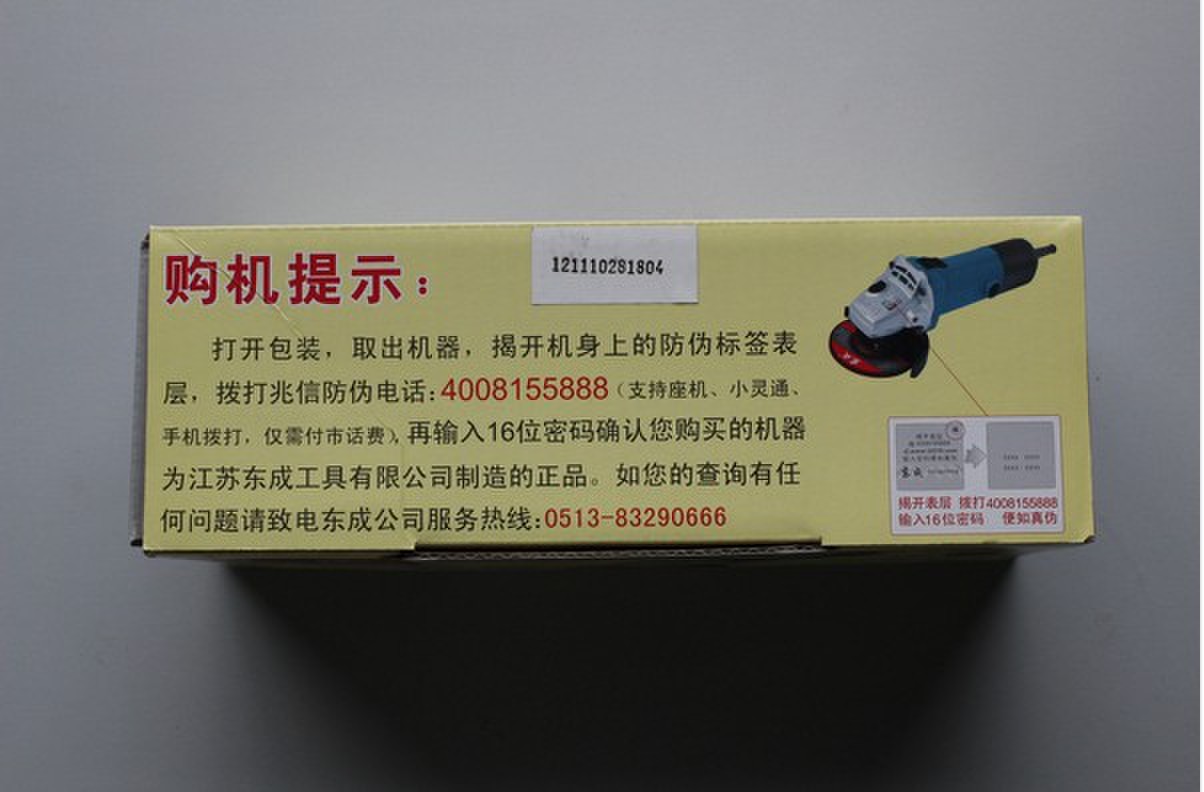 购机提示：
121110281804
打开包装，取出机器，揭开机身上的防伪标签表
层，拨打兆信防伪电话：4008155888（支持座机、小灵通、
手机拨打，仅需付市话费），再输入16位密码确认您购买的机器
为江苏东成工具有限公司制造的正品。如您的查询有任
何问题请致电东成公司服务热线：0513-83290666
揭开表层 拨打4008155888
输入16位密码 便知真伪